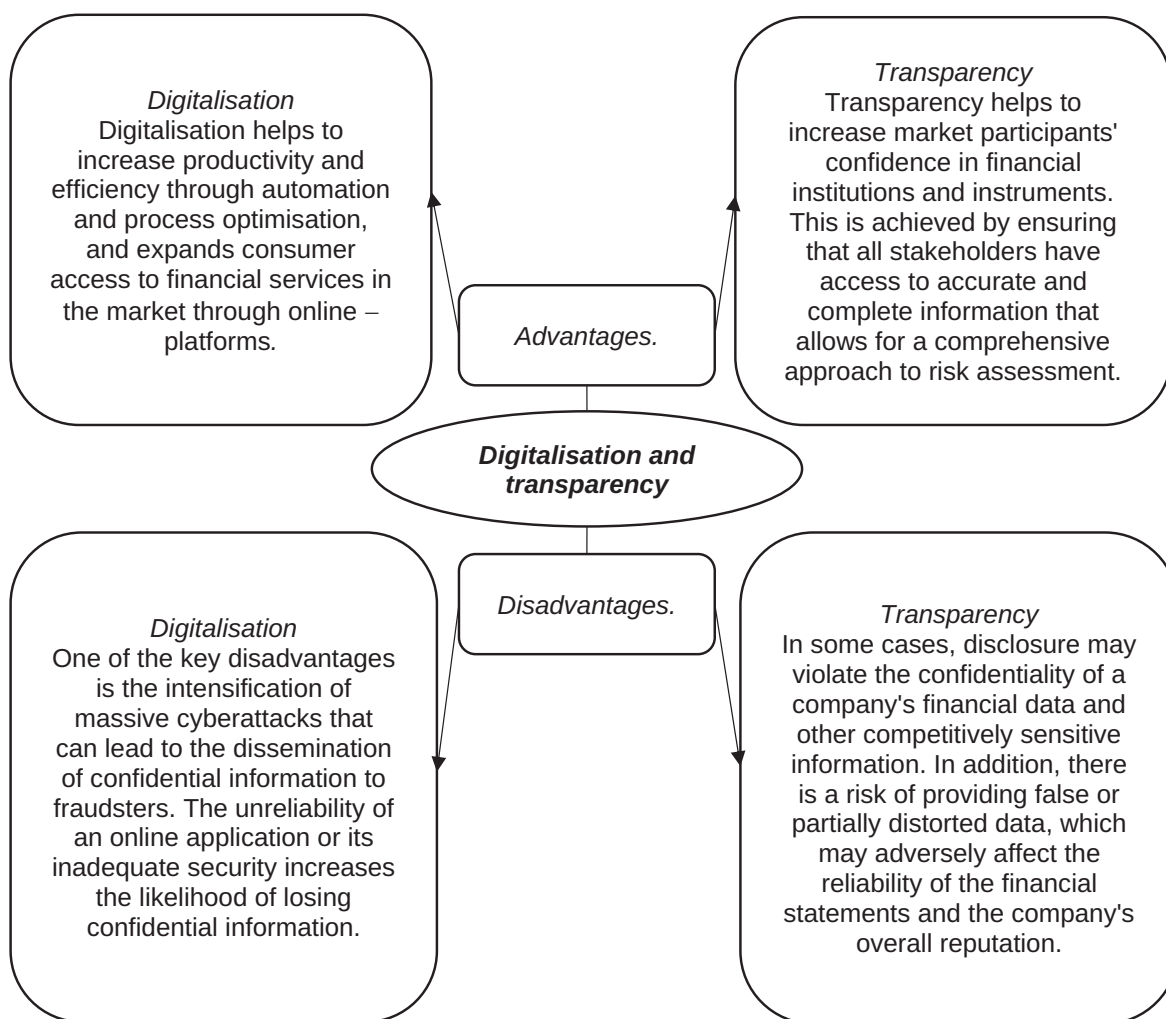 Digitalisation
Digitalisation helps to
increase productivity and
efficiency through automation
and process optimisation,
and expands consumer
access to financial services in
the market through online –
platforms.
Transparency
Transparency helps to
increase market participants'
confidence in financial
institutions and instruments.
This is achieved by ensuring
that all stakeholders have
access to accurate and
complete information that
allows for a comprehensive
approach to risk assessment.
Advantages.
Digitalisation and
transparency
Disadvantages.
Digitalisation
One of the key disadvantages
is the intensification of
massive cyberattacks that
can lead to the dissemination
of confidential information to
fraudsters. The unreliability of
an online application or its
inadequate security increases
the likelihood of losing
confidential information.
Transparency
In some cases, disclosure may
violate the confidentiality of a
company's financial data and
other competitively sensitive
information. In addition, there
is a risk of providing false or
partially distorted data, which
may adversely affect the
reliability of the financial
statements and the company's
overall reputation.